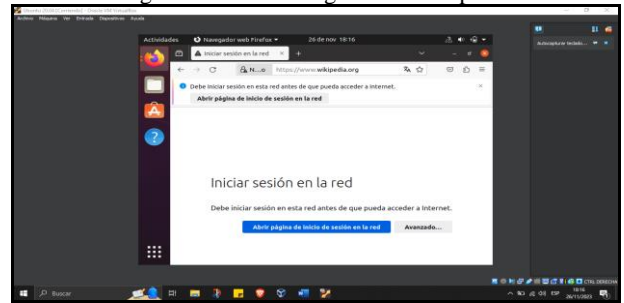 Archivo Máquina Ver Entrada Dispositivos Ayuda
Actividades Navegador web Firefox 26 de nov 18:16
Iniciar sesión en la red × +
N...o https://www.wikipedia.org
Debe iniciar sesión en esta red antes de que pueda acceder a Internet.
Abrir página de inicio de sesión en la red
Iniciar sesión en la red
Debe iniciar sesión en esta red antes de que pueda acceder a Internet.
Abrir página de inicio de sesión en la red Avanzado...
CTRL DERECHA
Buscar ESP 18:16
26/11/2023